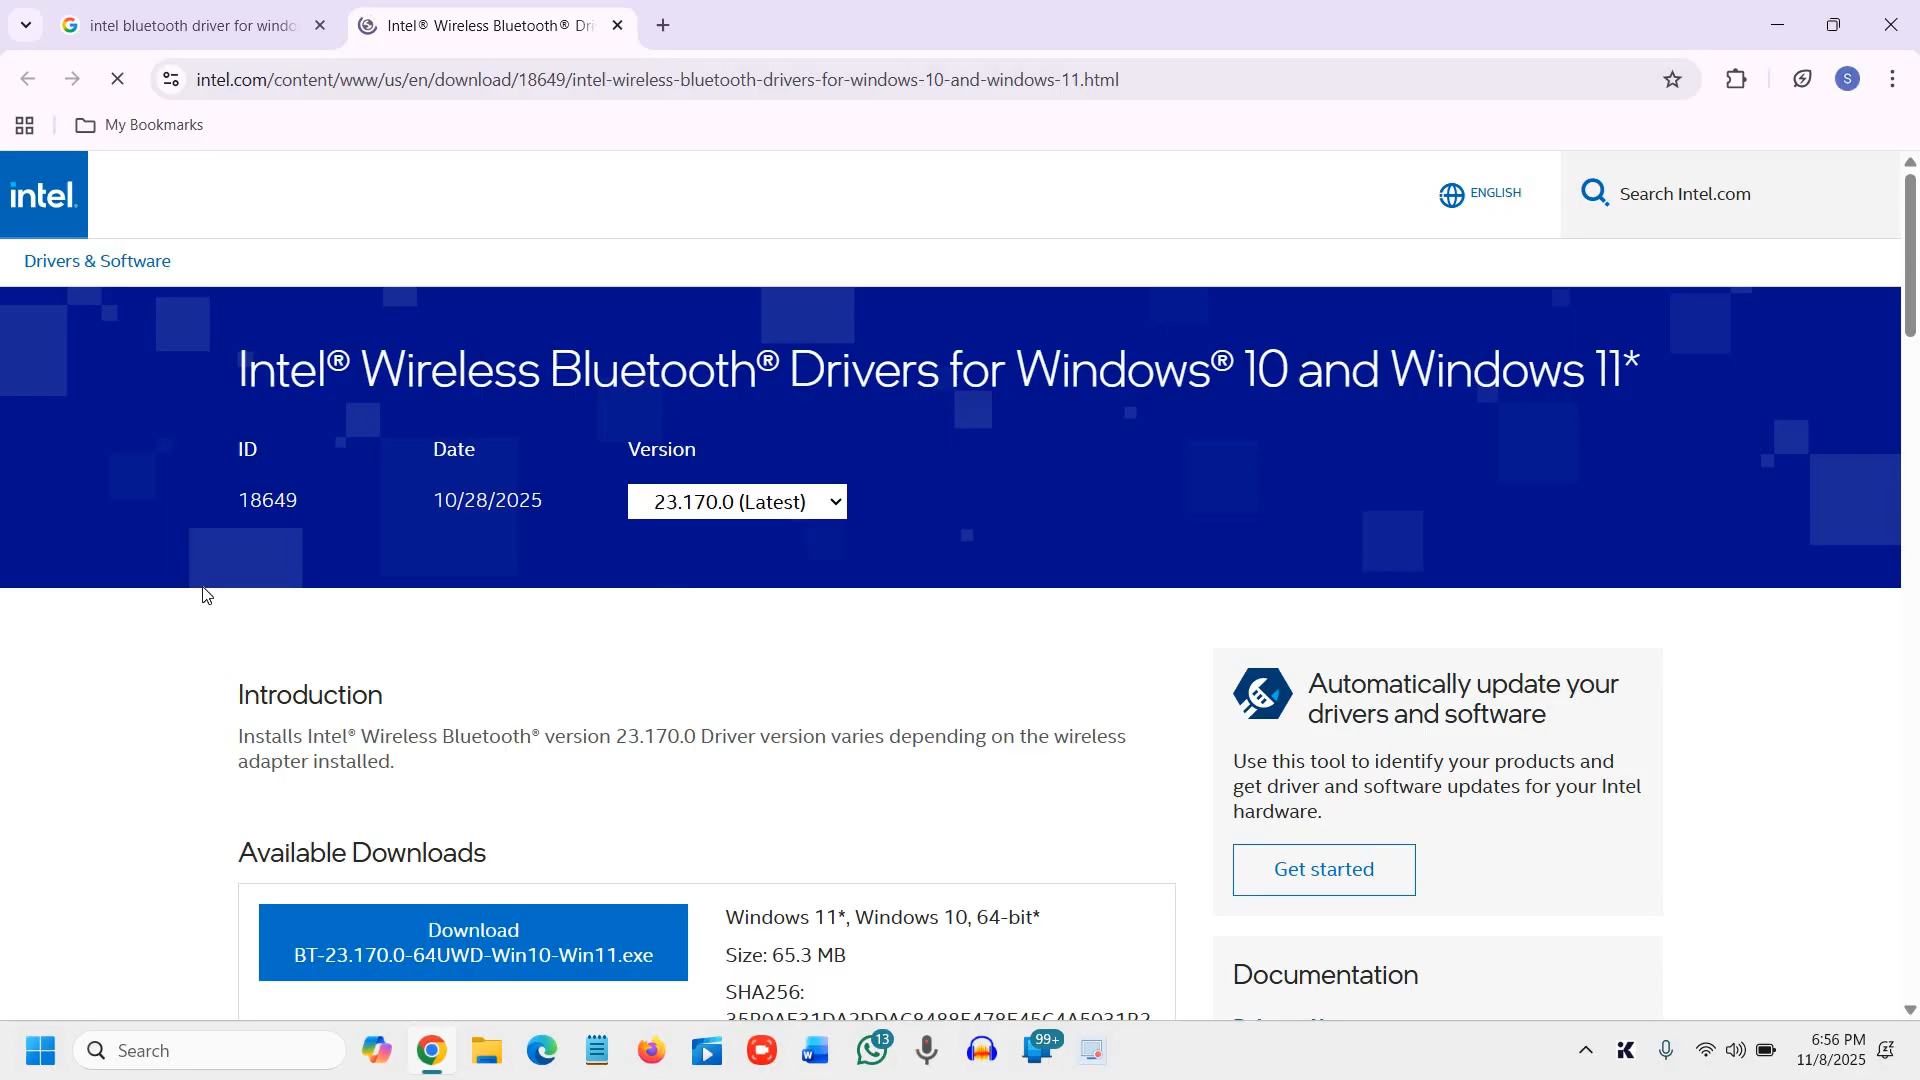 intel bluetooth driver for windo
Intel® Wireless Bluetooth® Dri
intel.com/content/www/us/en/download/18649/intel-wireless-bluetooth-drivers-for-windows-10-and-windows-11.html
S
My Bookmarks
intel.
ENGLISH
Search Intel.com
Drivers & Software
Intel® Wireless Bluetooth® Drivers for Windows® 10 and Windows 11*
ID
Date
Version
18649
10/28/2025
23.170.0 (Latest)
Introduction
Installs Intel® Wireless Bluetooth® version 23.170.0 Driver version varies depending on the wireless
adapter installed.
Available Downloads
Download
BT-23.170.0-64UWD-Win10-Win11.exe
Windows 11*, Windows 10, 64-bit*
Size: 65.3 MB
SHA256:
Automatically update your
drivers and software
Use this tool to identify your products and
get driver and software updates for your Intel
hardware.
Get started
Documentation
Search
13
99+
6:56 PM
11/8/2025